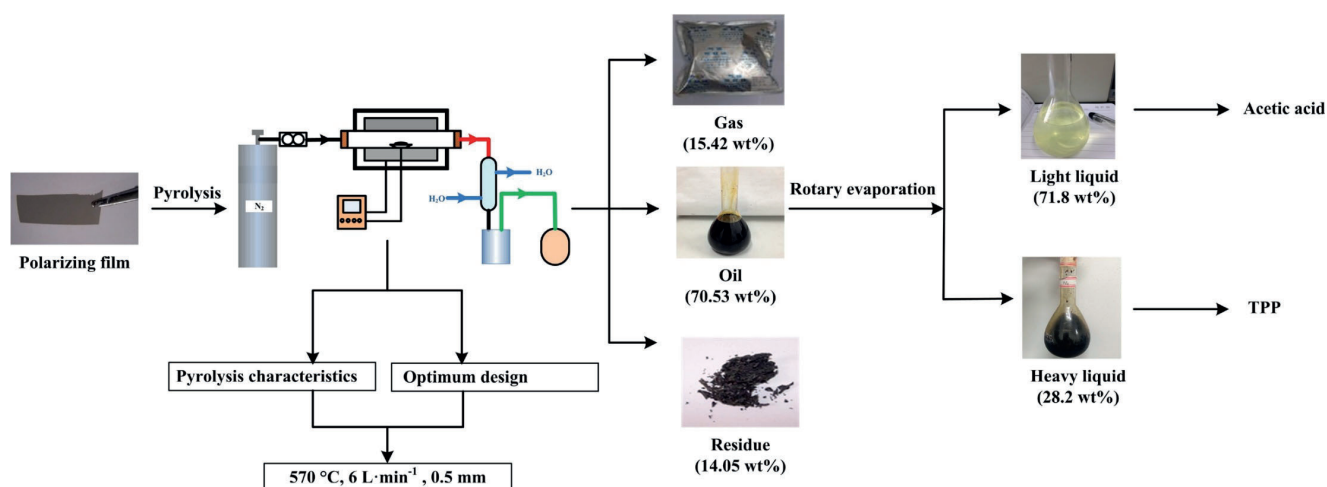 Polarizing film
Pyrolysis
N₂
H₂O
H₂O
Pyrolysis characteristics
Optimum design
570 °C, 6 L·min⁻¹ , 0.5 mm
Gas
(15.42 wt%)
Oil
(70.53 wt%)
Residue
(14.05 wt%)
Rotary evaporation
Light liquid
(71.8 wt%)
Heavy liquid
(28.2 wt%)
Acetic acid
TPP